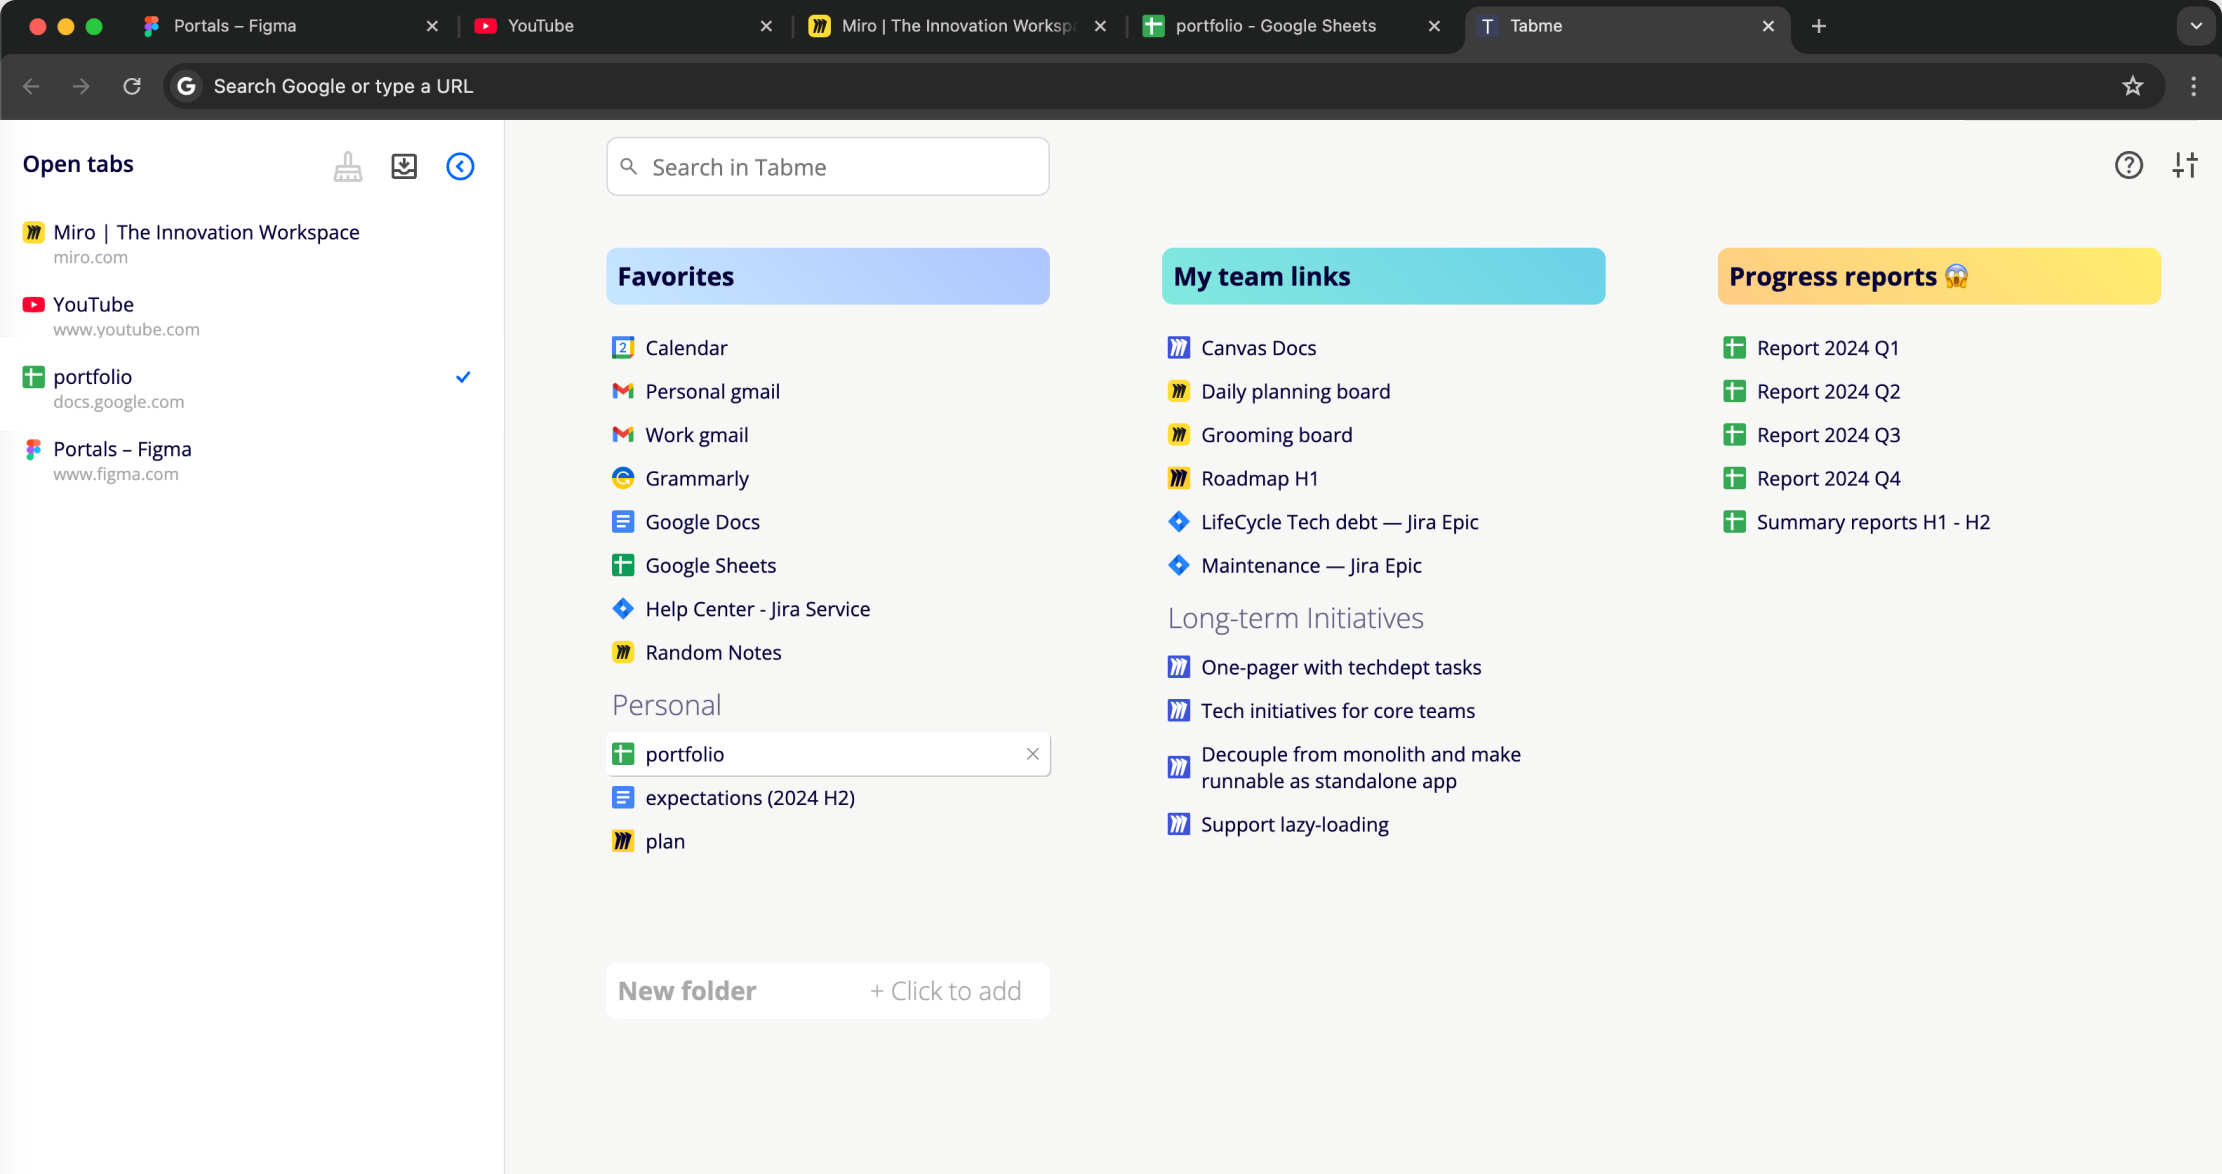 Portals – Figma
YouTube
Miro | The Innovation Worksp
portfolio - Google Sheets
T Tabme
G Search Google or type a URL
Open tabs
Miro | The Innovation Workspace
miro.com
YouTube
www.youtube.com
portfolio
docs.google.com
Portals – Figma
www.figma.com
Search in Tabme
Favorites
2 Calendar
Personal gmail
Work gmail
Grammarly
Google Docs
Google Sheets
Help Center - Jira Service
Random Notes
Personal
portfolio
expectations (2024 H2)
plan
New folder + Click to add
My team links
Canvas Docs
Daily planning board
Grooming board
Roadmap H1
LifeCycle Tech debt — Jira Epic
Maintenance — Jira Epic
Long-term Initiatives
One-pager with techdept tasks
Tech initiatives for core teams
Decouple from monolith and make
runnable as standalone app
Support lazy-loading
Progress reports 😱
Report 2024 Q1
Report 2024 Q2
Report 2024 Q3
Report 2024 Q4
Summary reports H1 - H2